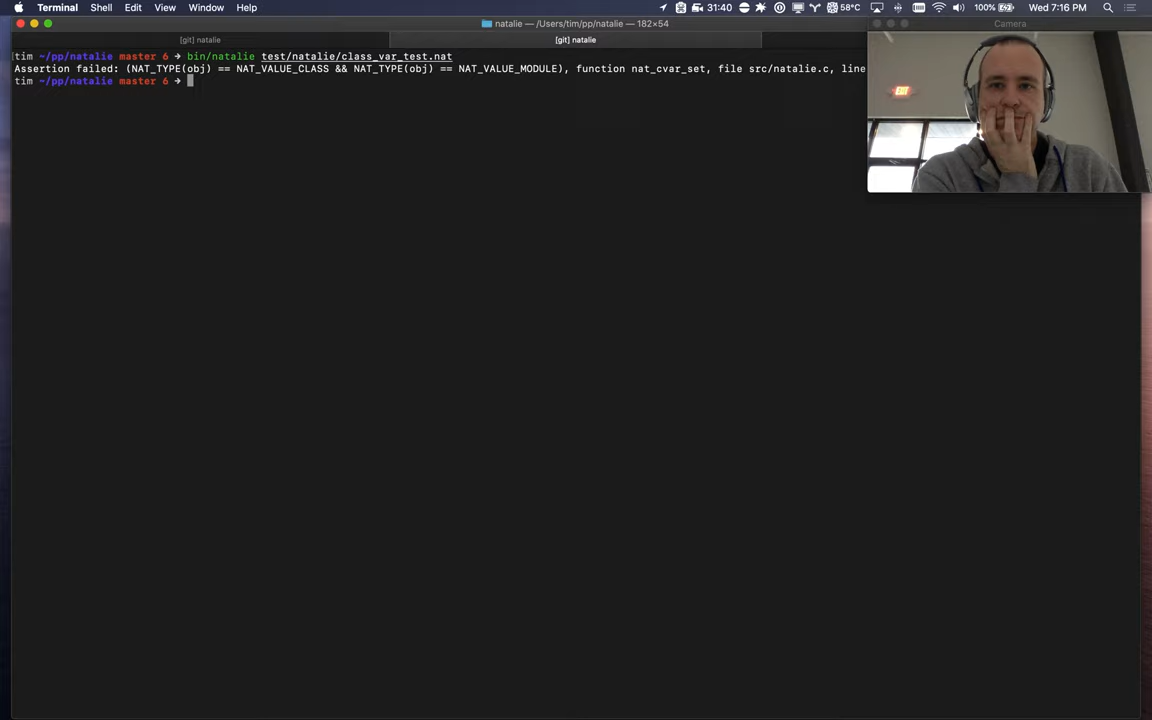 Terminal Shell Edit View Window Help 31:40 58°C 100% Wed 7:16 PM
natalie — /Users/tim/pp/natalie — 182×54
Camera
[git] natalie
[git] natalie
tim ~/pp/natalie master 6 → bin/natalie test/natalie/class_var_test.nat
Assertion failed: (NAT_TYPE(obj) == NAT_VALUE_CLASS && NAT_TYPE(obj) == NAT_VALUE_MODULE), function nat_cvar_set, file src/natalie.c, line
tim ~/pp/natalie master 6 →
EXIT